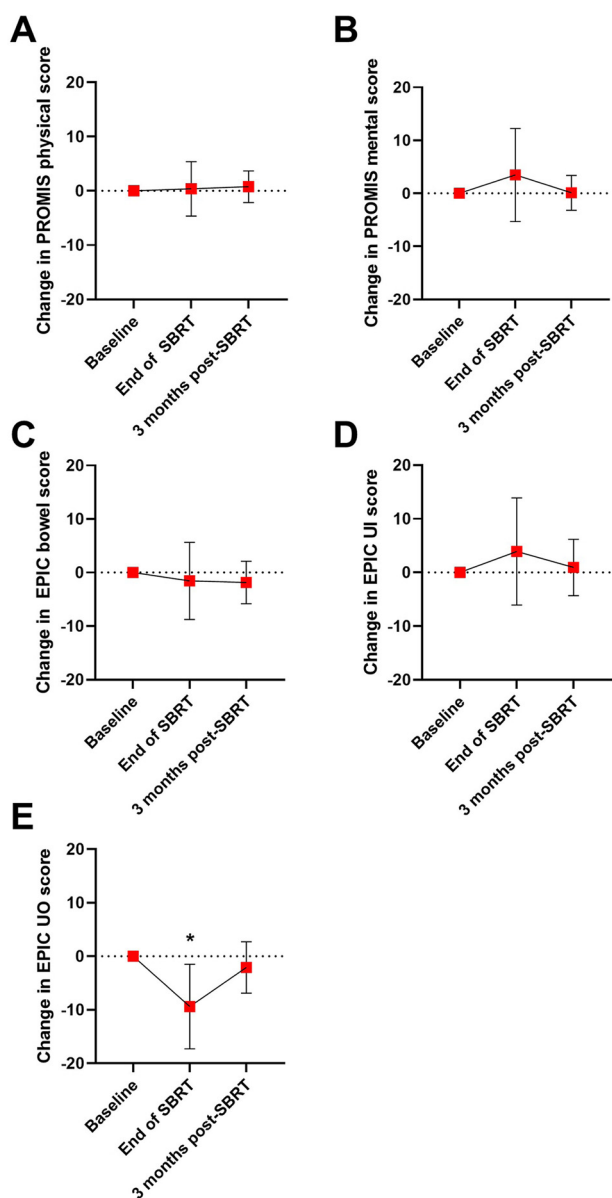 A
Change in PROMIS physical score
20
10
0
-10
-20
Baseline
End of SBRT
3 months post-SBRT
B
Change in PROMIS mental score
20
10
0
-10
-20
Baseline
End of SBRT
3 months post-SBRT
C
Change in EPIC bowel score
20
10
0
-10
-20
Baseline
End of SBRT
3 months post-SBRT
D
Change in EPIC UI score
20
10
0
-10
-20
Baseline
End of SBRT
3 months post-SBRT
E
Change in EPIC UO score
20
10
0
-10
-20
*
Baseline
End of SBRT
3 months post-SBRT